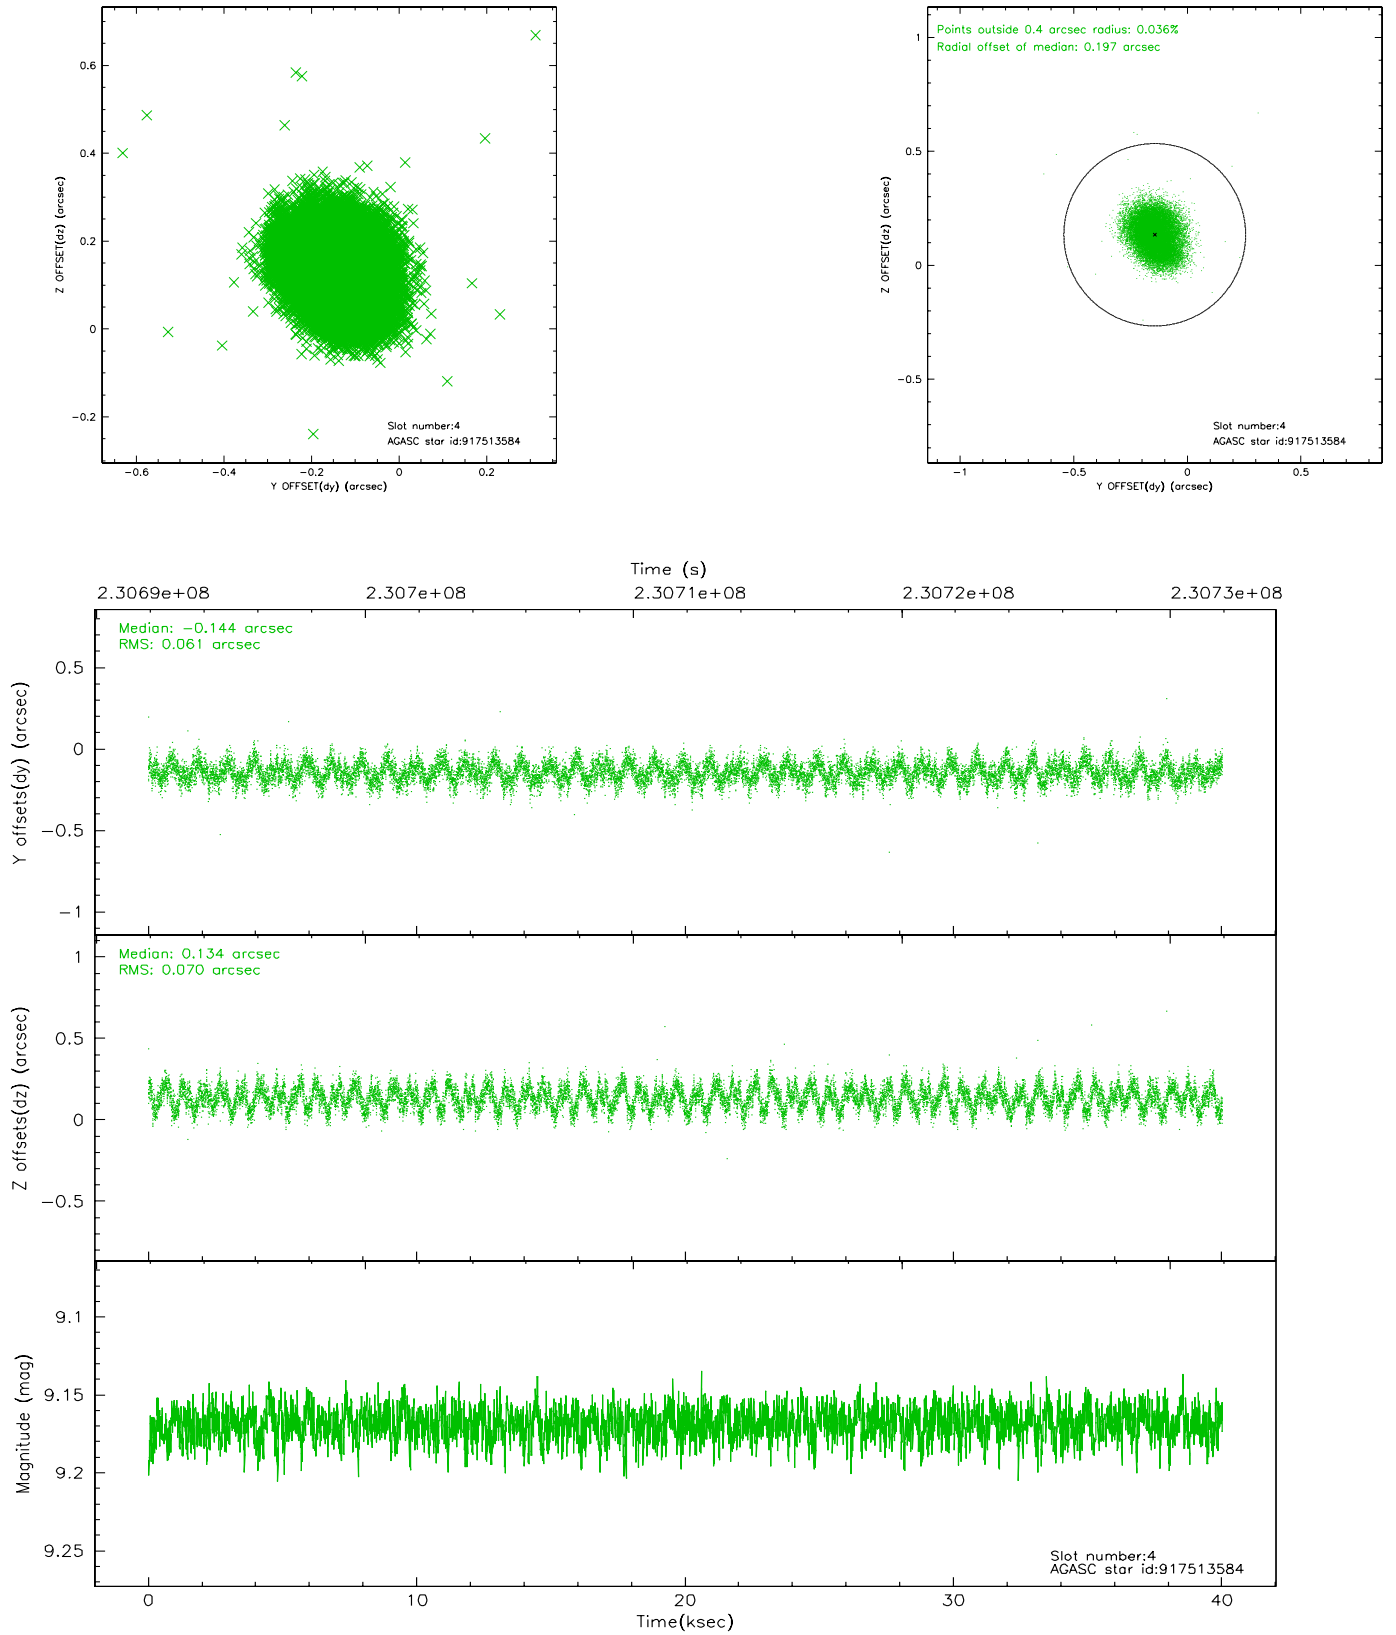 0.6
0.4
0.2
0
−0.2
Z OFFSET(dz) (arcsec)
Slot number:4
AGASC star id:917513584
−0.6 −0.4 −0.2 0 0.2
Y OFFSET(dy) (arcsec)
Points outside 0.4 arcsec radius: 0.036%
Radial offset of median: 0.197 arcsec
1
0.5
0
−0.5
Z OFFSET(dz) (arcsec)
Slot number:4
AGASC star id:917513584
−1 −0.5 0 0.5
Y OFFSET(dy) (arcsec)
Time (s)
2.3069e+08 2.307e+08 2.3071e+08 2.3072e+08 2.3073e+08
Median: −0.144 arcsec
RMS: 0.061 arcsec
0.5
0
−0.5
−1
Y offsets(dy) (arcsec)
Median: 0.134 arcsec
RMS: 0.070 arcsec
1
0.5
0
−0.5
Z offsets(dz) (arcsec)
9.1
9.15
9.2
9.25
Magnitude (mag)
Slot number:4
AGASC star id:917513584
0 10 20 30 40
Time(ksec)